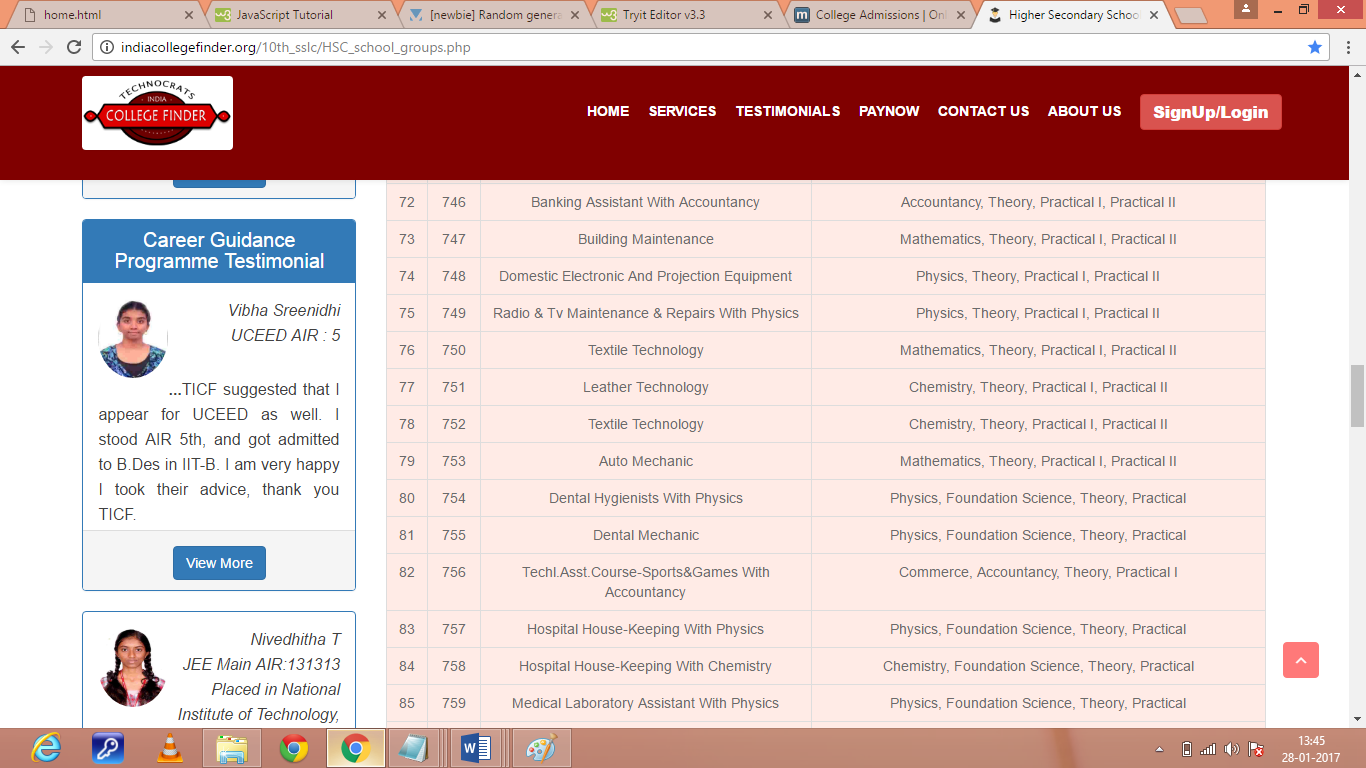 home.html
JavaScript Tutorial
[newbie] Random genera
Tryit Editor v3.3
College Admissions | Onl
Higher Secondary School
indiacollegefinder.org/10th_sslc/HSC_school_groups.php
TECHNOCRATS
INDIA
COLLEGE FINDER
HOME SERVICES TESTIMONIALS PAYNOW CONTACT US ABOUT US SignUp/Login
Career Guidance
Programme Testimonial
Vibha Sreenidhi
UCEED AIR : 5
...TICF suggested that I
appear for UCEED as well. I
stood AIR 5th, and got admitted
to B.Des in IIT-B. I am very happy
I took their advice, thank you
TICF.
View More
Nivedhitha T
JEE Main AIR:131313
Placed in National
Institute of Technology,
72 746 Banking Assistant With Accountancy Accountancy, Theory, Practical I, Practical II
73 747 Building Maintenance Mathematics, Theory, Practical I, Practical II
74 748 Domestic Electronic And Projection Equipment Physics, Theory, Practical I, Practical II
75 749 Radio & Tv Maintenance & Repairs With Physics Physics, Theory, Practical I, Practical II
76 750 Textile Technology Mathematics, Theory, Practical I, Practical II
77 751 Leather Technology Chemistry, Theory, Practical I, Practical II
78 752 Textile Technology Chemistry, Theory, Practical I, Practical II
79 753 Auto Mechanic Mathematics, Theory, Practical I, Practical II
80 754 Dental Hygienists With Physics Physics, Foundation Science, Theory, Practical
81 755 Dental Mechanic Physics, Foundation Science, Theory, Practical
82 756 Techl.Asst.Course-Sports&Games With Commerce, Accountancy, Theory, Practical I
Accountancy
83 757 Hospital House-Keeping With Physics Physics, Foundation Science, Theory, Practical
84 758 Hospital House-Keeping With Chemistry Chemistry, Foundation Science, Theory, Practical
85 759 Medical Laboratory Assistant With Physics Physics, Foundation Science, Theory, Practical
13:45
28-01-2017